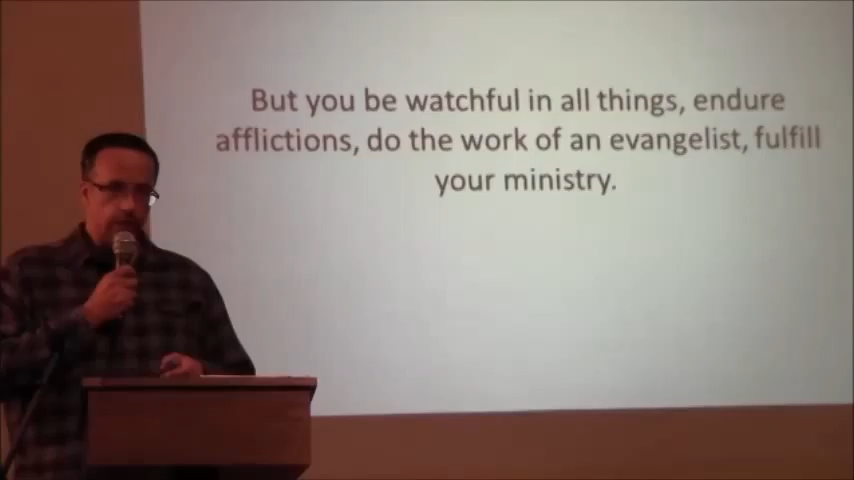 But you be watchful in all things, endure
afflictions, do the work of an evangelist, fulfill
your ministry.